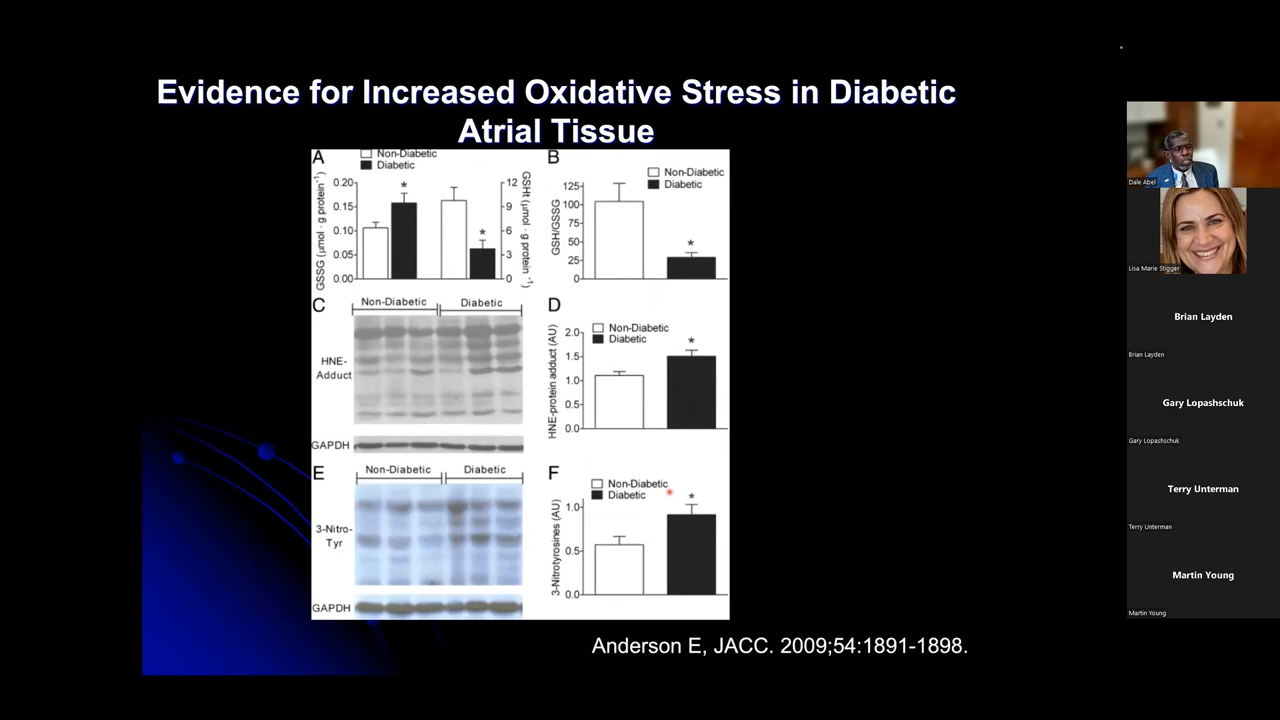 Evidence for Increased Oxidative Stress in Diabetic
Atrial Tissue
A
Non-Diabetic
Diabetic
GSSG (µmol · g protein⁻¹)
0.20
0.15
0.10
0.05
0.00
*
*
12
9
6
3
0
GSHt (µmol · g protein⁻¹)
B
Non-Diabetic
Diabetic
GSH/GSSG
125
100
75
50
25
0
*
C
Non-Diabetic
Diabetic
HNE-
Adduct
GAPDH
D
Non-Diabetic
Diabetic
HNE-protein adduct (AU)
2.0
1.5
1.0
0.5
0.0
*
E
Non-Diabetic
Diabetic
3-Nitro-
Tyr
GAPDH
F
Non-Diabetic
Diabetic
3-Nitrotyrosines (AU)
1.0
0.5
0.0
*
Anderson E, JACC. 2009;54:1891-1898.
Dale Abel
Lisa Marie Stigger
Brian Layden
Brian Layden
Gary Lopashschuk
Gary Lopashschuk
Terry Unterman
Terry Unterman
Martin Young
Martin Young